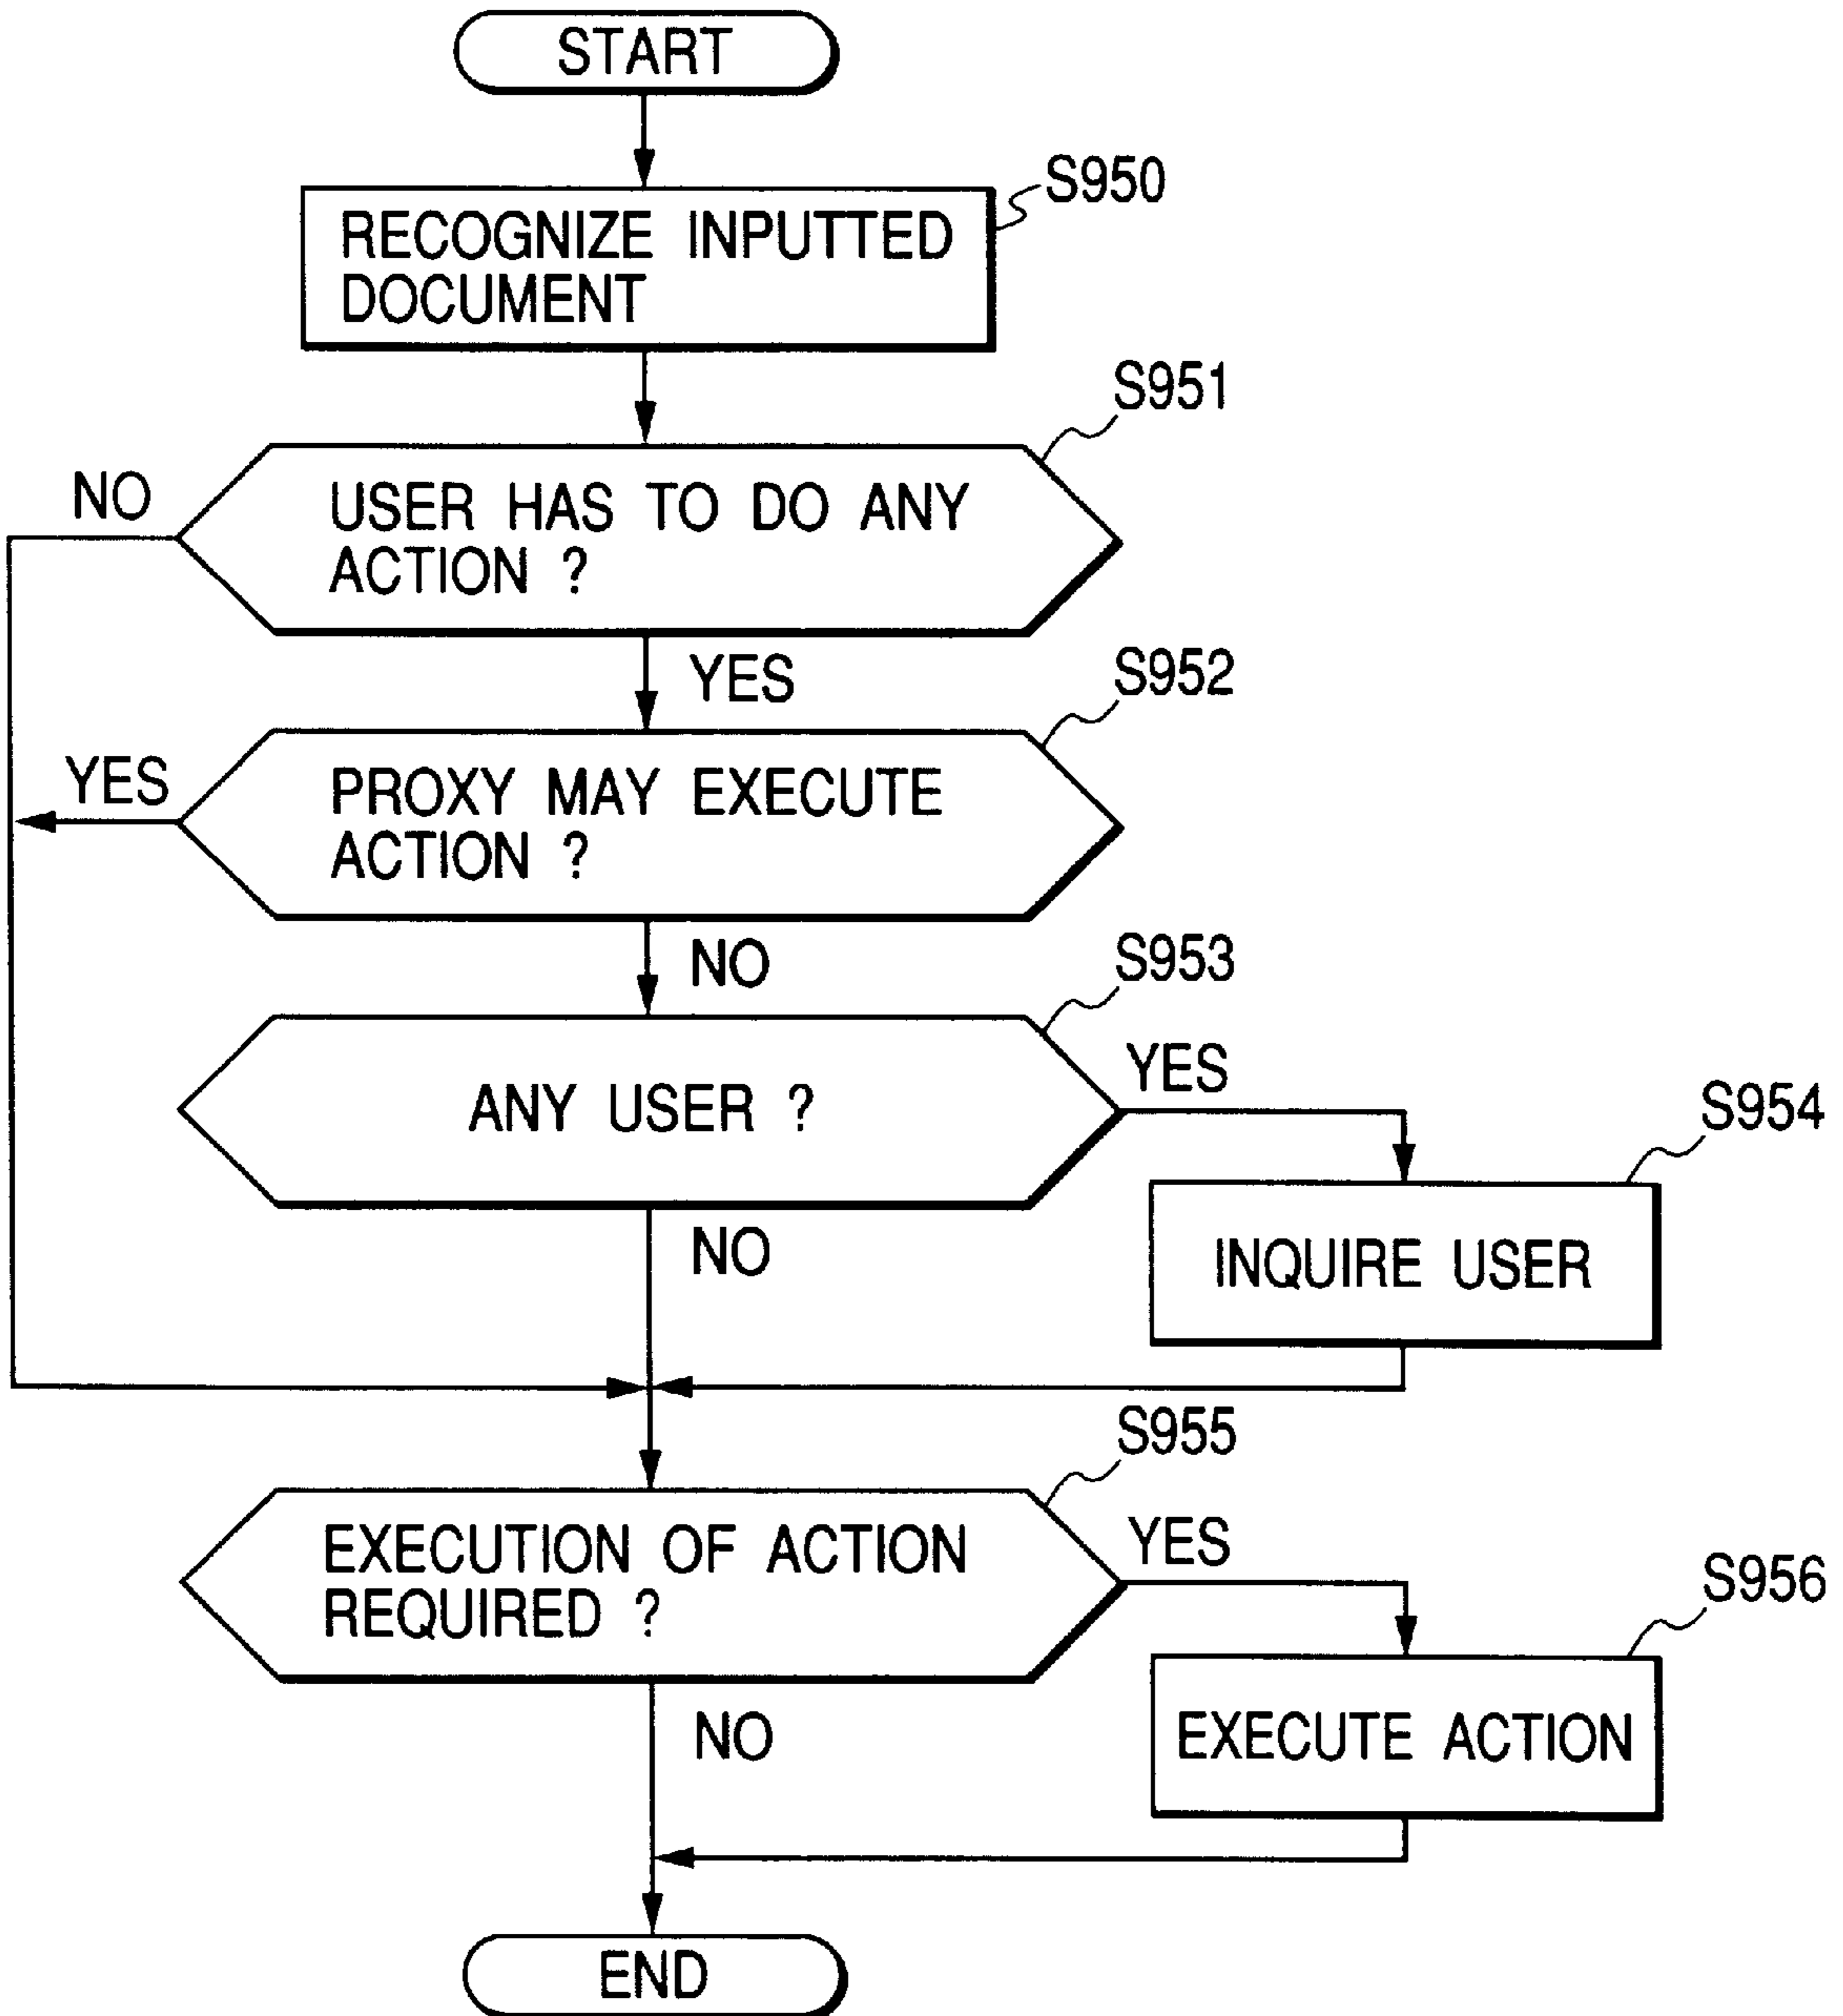 START
S950
RECOGNIZE INPUTTED
DOCUMENT
S951
NO
USER HAS TO DO ANY
ACTION ?
YES
S952
YES
PROXY MAY EXECUTE
ACTION ?
NO
S953
ANY USER ?
YES
S954
NO
INQUIRE USER
S955
EXECUTION OF ACTION
REQUIRED ?
YES
S956
NO
EXECUTE ACTION
END